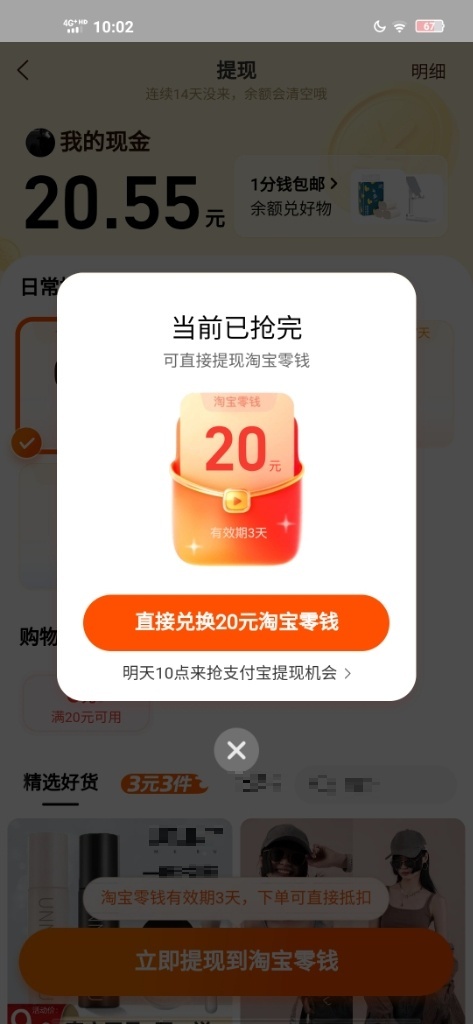 4G+HD 10:02 67
提现 明细
连续14天没来，余额会清空哦
我的现金
20.55元
1分钱包邮
余额兑好物
日常
天
当前已抢完
可直接提现淘宝零钱
淘宝零钱
20元
有效期3天
直接兑换20元淘宝零钱
明天10点来抢支付宝提现机会
购物
满20元可用
精选好货 3元3件
淘宝零钱有效期3天，下单可直接抵扣
立即提现到淘宝零钱